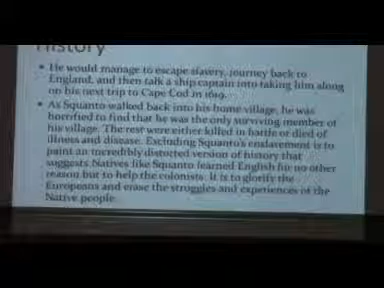 History
He would manage to escape slavery, journey back to
England, and then talk a ship captain into taking him along
on his next trip to Cape Cod in 1619.
As Squanto walked back into his home village, he was
horrified to find that he was the only surviving member of
his village. The rest were either killed in battle or died of
illness and disease. Excluding Squanto's enslavement is to
paint an incredibly distorted version of history that
suggests Natives like Squanto learned English for no other
reason but to help the colonists. It is to glorify the
Europeans and erase the struggles and experiences of the
Native people